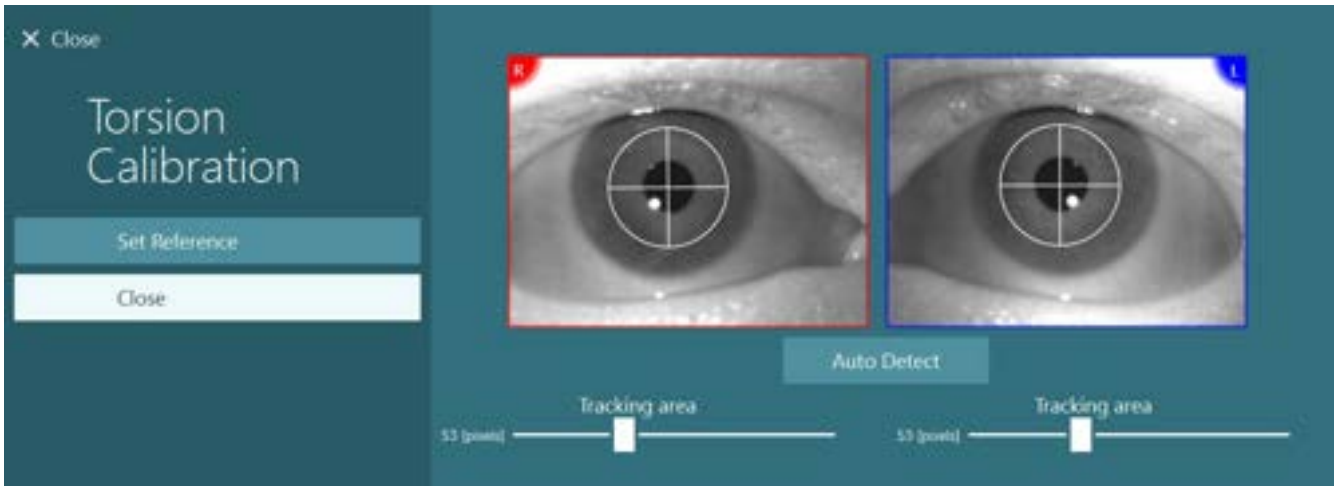 × Close
Torsion
Calibration
Set Reference
Close
R
L
Auto Detect
Tracking area
53 [pixels]
Tracking area
53 [pixels]